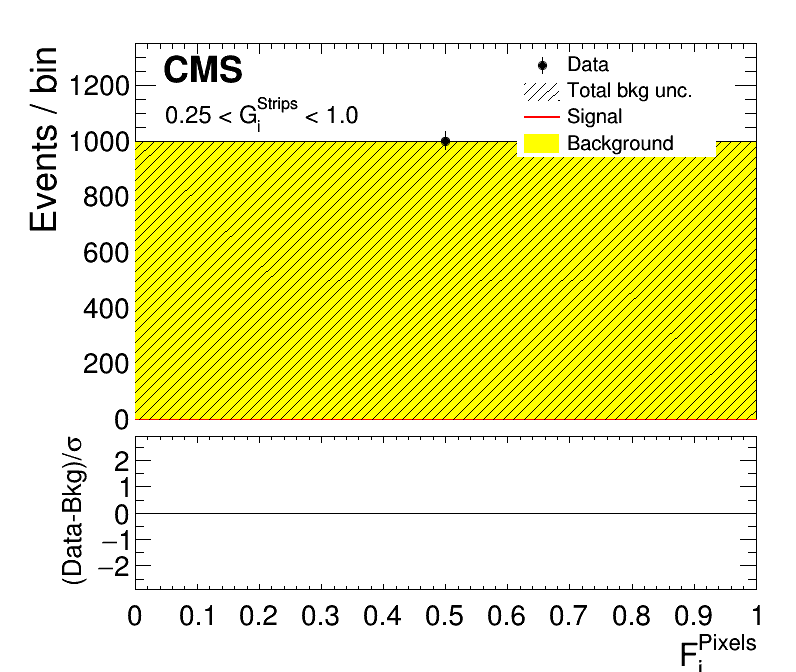 CMS
0.25 < G_i^Strips < 1.0
Data
Total bkg unc.
Signal
Background
Events / bin
1200
1000
800
600
400
200
0
(Data-Bkg)/σ
2
1
0
−1
−2
0 0.1 0.2 0.3 0.4 0.5 0.6 0.7 0.8 0.9 1
F_i^Pixels